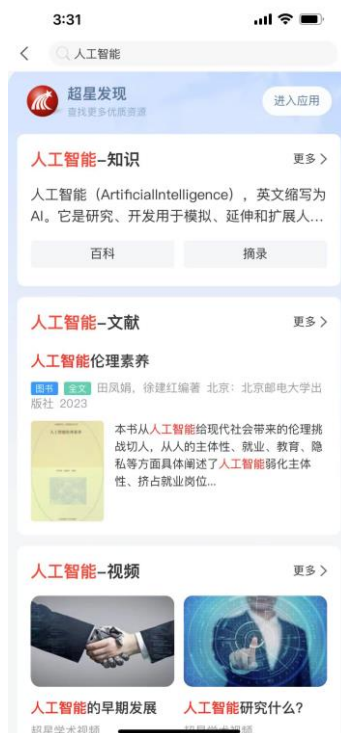 3:31
人工智能
超星发现
查找更多优质资源
进入应用
人工智能-知识
更多
人工智能（ArtificialIntelligence），英文缩写为
AI。它是研究、开发用于模拟、延伸和扩展人...
百科
摘录
人工智能-文献
更多
人工智能伦理素养
图书 全文 田凤娟，徐建红编著 北京：北京邮电大学出
版社 2023
本书从人工智能给现代社会带来的伦理挑
战切人，从人的主体性、就业、教育、隐
私等方面具体阐述了人工智能弱化主体
性、挤占就业岗位...
人工智能-视频
更多
人工智能的早期发展
人工智能研究什么?
超星学术视频